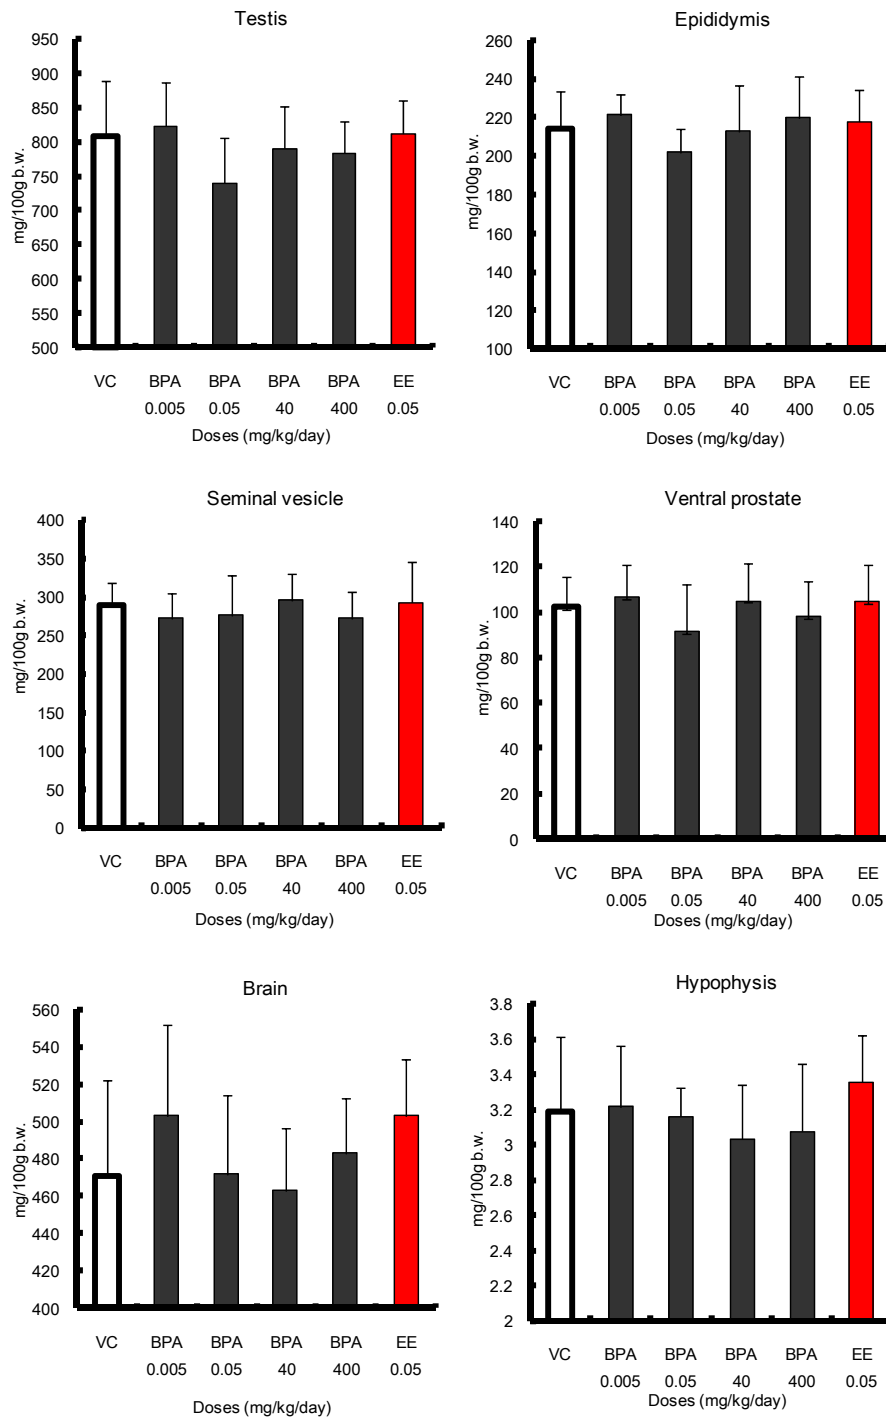 Testis
950
900
850
800
750
700
650
600
550
500
mg/100g b.w.
VC BPA BPA BPA BPA EE
0.005 0.05 40 400 0.05
Doses (mg/kg/day)
Epididymis
260
240
220
200
180
160
140
120
100
mg/100g b.w.
VC BPA BPA BPA BPA EE
0.005 0.05 40 400 0.05
Doses (mg/kg/day)
Seminal vesicle
400
350
300
250
200
150
100
50
0
mg/100g b.w.
VC BPA BPA BPA BPA EE
0.005 0.05 40 400 0.05
Doses (mg/kg/day)
Ventral prostate
140
120
100
80
60
40
20
0
mg/100g b.w.
VC BPA BPA BPA BPA EE
0.005 0.05 40 400 0.05
Doses (mg/kg/day)
Brain
560
540
520
500
480
460
440
420
400
mg/100g b.w.
VC BPA BPA BPA BPA EE
0.005 0.05 40 400 0.05
Doses (mg/kg/day)
Hypophysis
3.8
3.6
3.4
3.2
3
2.8
2.6
2.4
2.2
2
mg/100g b.w.
VC BPA BPA BPA BPA EE
0.005 0.05 40 400 0.05
Doses (mg/kg/day)